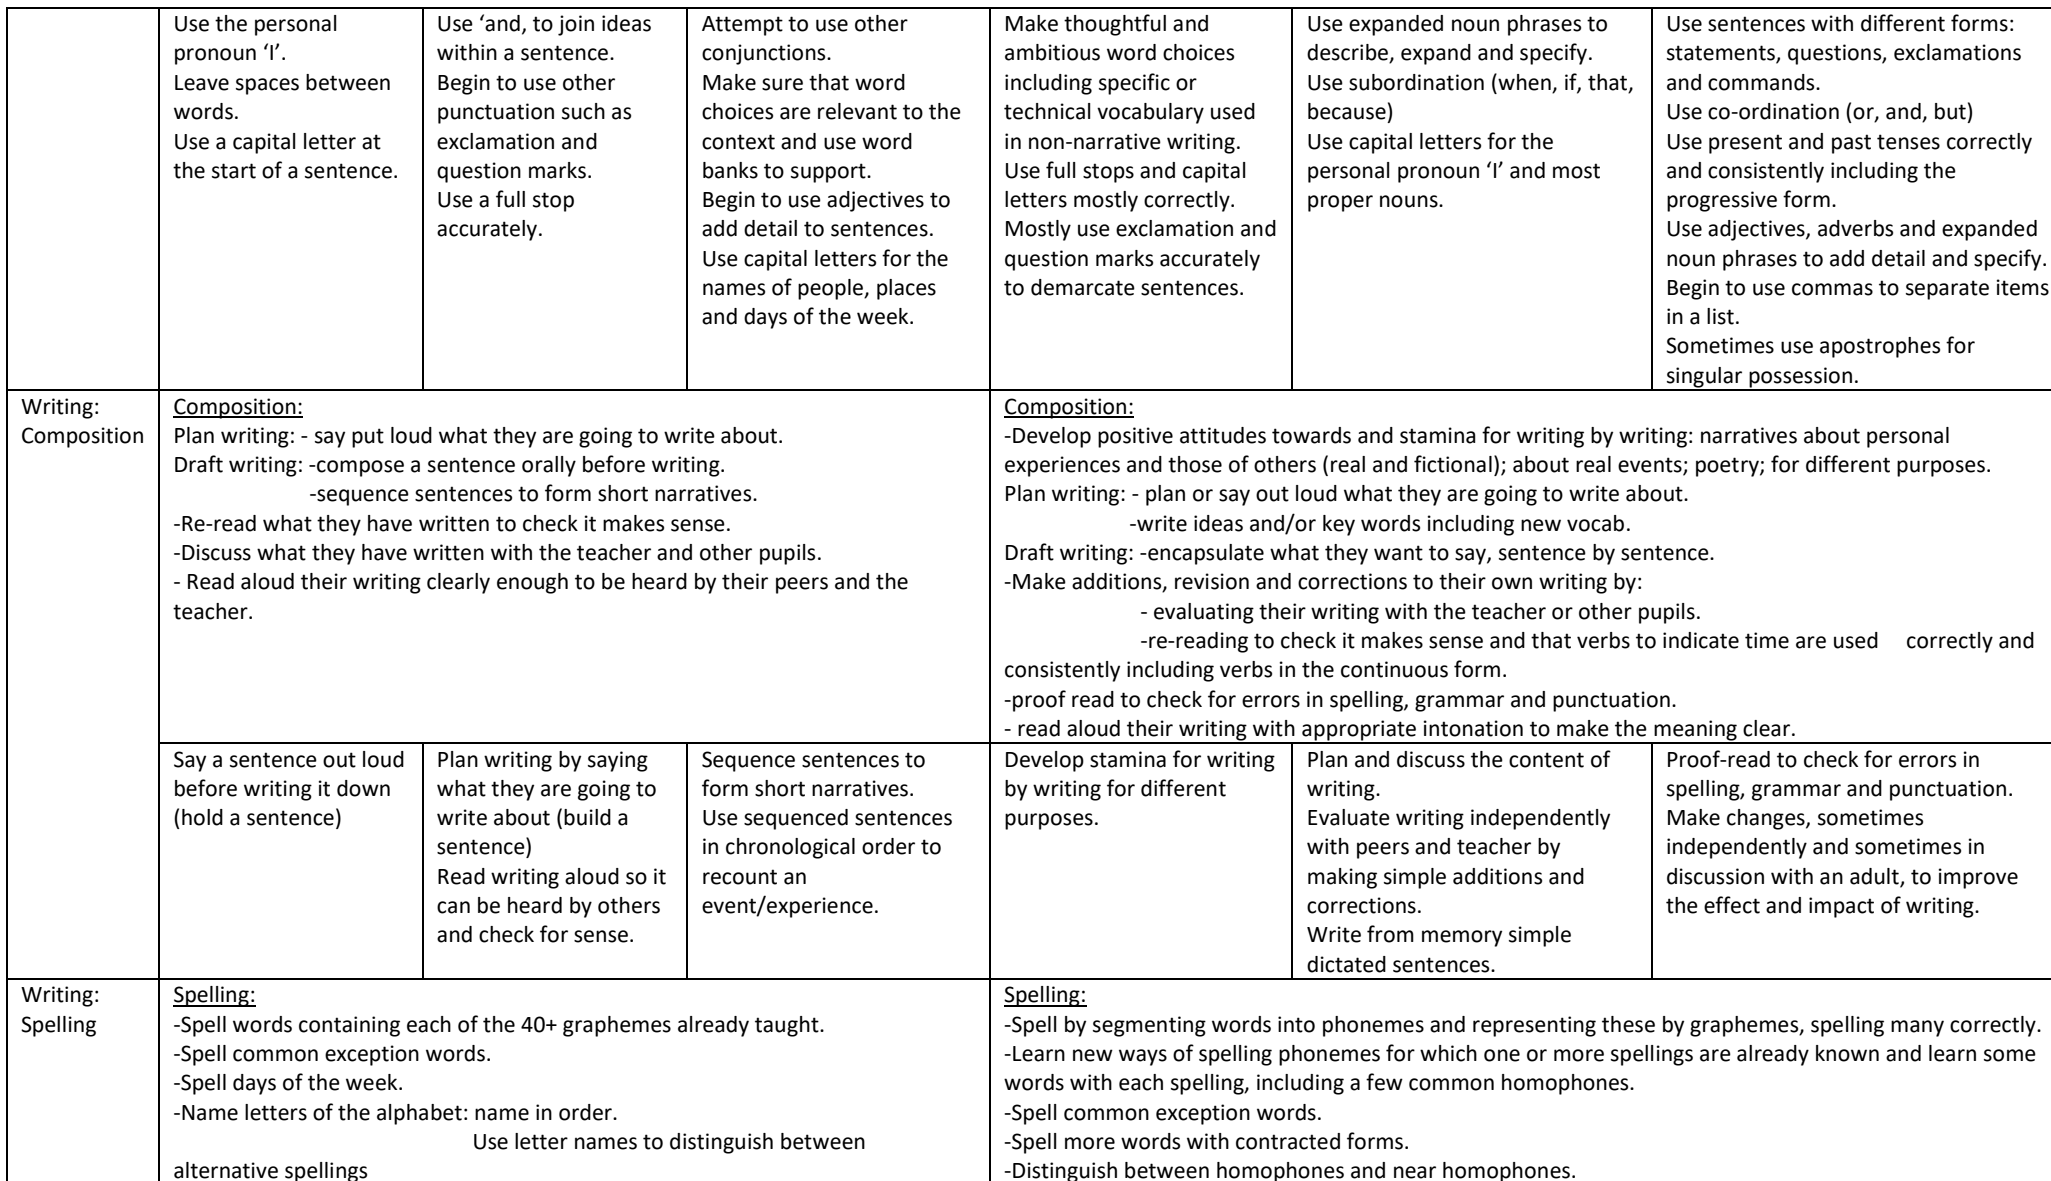 Use the personal
pronoun ‘I’.
Leave spaces between
words.
Use a capital letter at
the start of a sentence.
Use ‘and, to join ideas
within a sentence.
Begin to use other
punctuation such as
exclamation and
question marks.
Use a full stop
accurately.
Attempt to use other
conjunctions.
Make sure that word
choices are relevant to the
context and use word
banks to support.
Begin to use adjectives to
add detail to sentences.
Use capital letters for the
names of people, places
and days of the week.
Make thoughtful and
ambitious word choices
including specific or
technical vocabulary used
in non-narrative writing.
Use full stops and capital
letters mostly correctly.
Mostly use exclamation and
question marks accurately
to demarcate sentences.
Use expanded noun phrases to
describe, expand and specify.
Use subordination (when, if, that,
because)
Use capital letters for the
personal pronoun ‘I’ and most
proper nouns.
Use sentences with different forms:
statements, questions, exclamations
and commands.
Use co-ordination (or, and, but)
Use present and past tenses correctly
and consistently including the
progressive form.
Use adjectives, adverbs and expanded
noun phrases to add detail and specify.
Begin to use commas to separate items
in a list.
Sometimes use apostrophes for
singular possession.
Writing:
Composition
Composition:
Plan writing: - say put loud what they are going to write about.
Draft writing: -compose a sentence orally before writing.
-sequence sentences to form short narratives.
-Re-read what they have written to check it makes sense.
-Discuss what they have written with the teacher and other pupils.
- Read aloud their writing clearly enough to be heard by their peers and the
teacher.
Composition:
-Develop positive attitudes towards and stamina for writing by writing: narratives about personal
experiences and those of others (real and fictional); about real events; poetry; for different purposes.
Plan writing: - plan or say out loud what they are going to write about.
-write ideas and/or key words including new vocab.
Draft writing: -encapsulate what they want to say, sentence by sentence.
-Make additions, revision and corrections to their own writing by:
- evaluating their writing with the teacher or other pupils.
-re-reading to check it makes sense and that verbs to indicate time are used correctly and
consistently including verbs in the continuous form.
-proof read to check for errors in spelling, grammar and punctuation.
- read aloud their writing with appropriate intonation to make the meaning clear.
Say a sentence out loud
before writing it down
(hold a sentence)
Plan writing by saying
what they are going to
write about (build a
sentence)
Read writing aloud so it
can be heard by others
and check for sense.
Sequence sentences to
form short narratives.
Use sequenced sentences
in chronological order to
recount an
event/experience.
Develop stamina for writing
by writing for different
purposes.
Plan and discuss the content of
writing.
Evaluate writing independently
with peers and teacher by
making simple additions and
corrections.
Write from memory simple
dictated sentences.
Proof-read to check for errors in
spelling, grammar and punctuation.
Make changes, sometimes
independently and sometimes in
discussion with an adult, to improve
the effect and impact of writing.
Writing:
Spelling
Spelling:
-Spell words containing each of the 40+ graphemes already taught.
-Spell common exception words.
-Spell days of the week.
-Name letters of the alphabet: name in order.
Use letter names to distinguish between
alternative spellings
Spelling:
-Spell by segmenting words into phonemes and representing these by graphemes, spelling many correctly.
-Learn new ways of spelling phonemes for which one or more spellings are already known and learn some
words with each spelling, including a few common homophones.
-Spell common exception words.
-Spell more words with contracted forms.
-Distinguish between homophones and near homophones.